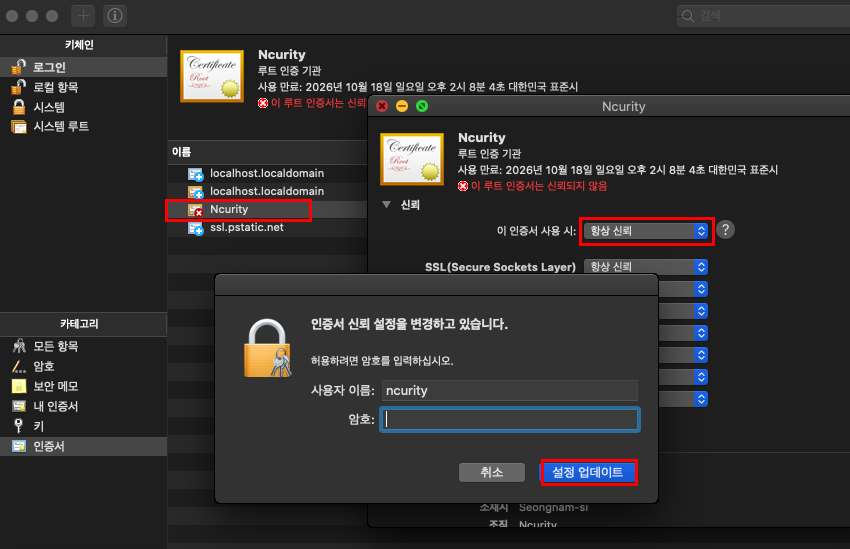 검색
키체인
로그인
로컬 항목
시스템
시스템 루트
Ncurity
루트 인증 기관
사용 만료: 2026년 10월 18일 일요일 오후 2시 8분 4초 대한민국 표준시
이 루트 인증서는 신뢰
이름
localhost.localdomain
localhost.localdomain
Ncurity
ssl.pstatic.net
카테고리
모든 항목
암호
보안 메모
내 인증서
키
인증서
Ncurity
Certificate
Root
Ncurity
루트 인증 기관
사용 만료: 2026년 10월 18일 일요일 오후 2시 8분 4초 대한민국 표준시
이 루트 인증서는 신뢰되지 않음
신뢰
이 인증서 사용 시: 항상 신뢰 ?
SSL(Secure Sockets Layer) 항상 신뢰
인증서 신뢰 설정을 변경하고 있습니다.
허용하려면 암호를 입력하십시오.
사용자 이름: ncurity
암호:
취소
설정 업데이트
소재지 Seongnam-si
조직 Ncurity